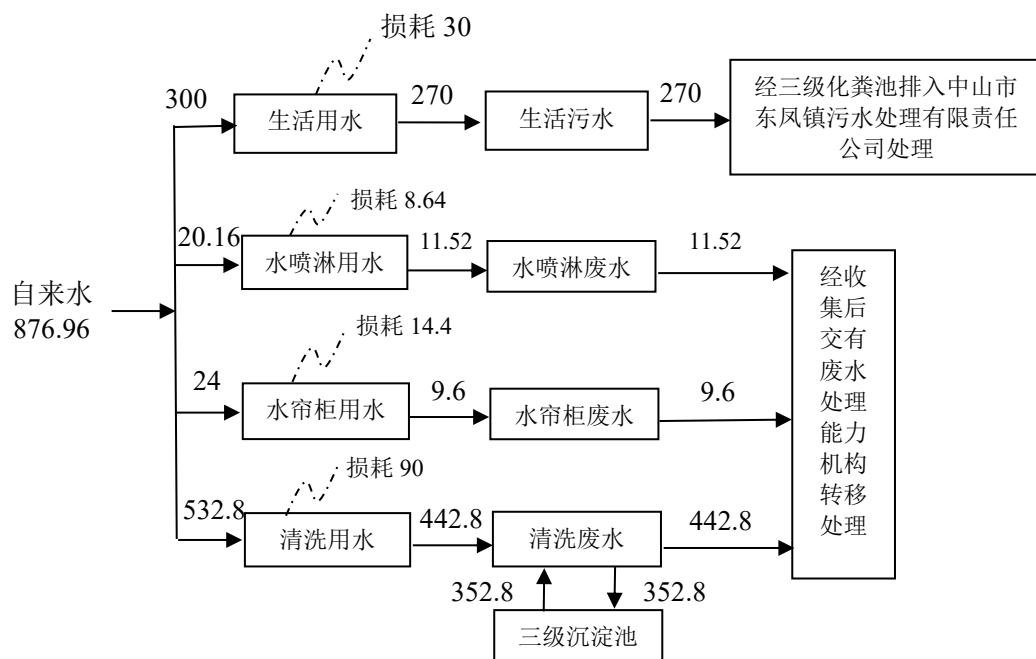 损耗 30
300
生活用水
270
生活污水
270
经三级化粪池排入中山市
东凤镇污水处理有限责任
公司处理
损耗 8.64
20.16
水喷淋用水
11.52
水喷淋废水
11.52
自来水
876.96
损耗 14.4
24
水帘柜用水
9.6
水帘柜废水
9.6
经收
集后
交有
废水
处理
能力
机构
转移
处理
损耗 90
532.8
清洗用水
442.8
清洗废水
442.8
352.8
352.8
三级沉淀池